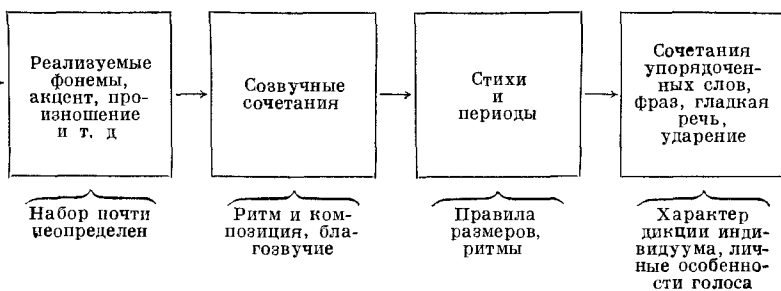 Реализуемые
фонемы,
акцент, про-
изношение
и т. д
Созвучные
сочетания
Стихи
и
периоды
Сочетания
упорядочен-
ных слов,
фраз, гладкая
речь,
ударение
Набор почти
неопределен
Ритм и ком-
позиция, бла-
гозвучие
Правила
размеров,
ритмы
Характер
дикции инди-
видуума, лич-
ные особенно-
сти голоса